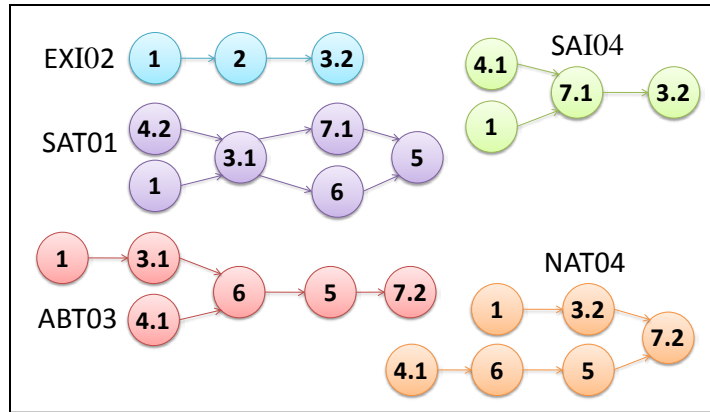 EXI02
1 2 3.2
SAI04
4.1
7.1 3.2
1
SAT01
4.2 7.1
3.1 5
1 6
ABT03
1 3.1
6 5 7.2
4.1
NAT04
1 3.2
7.2
4.1 6 5